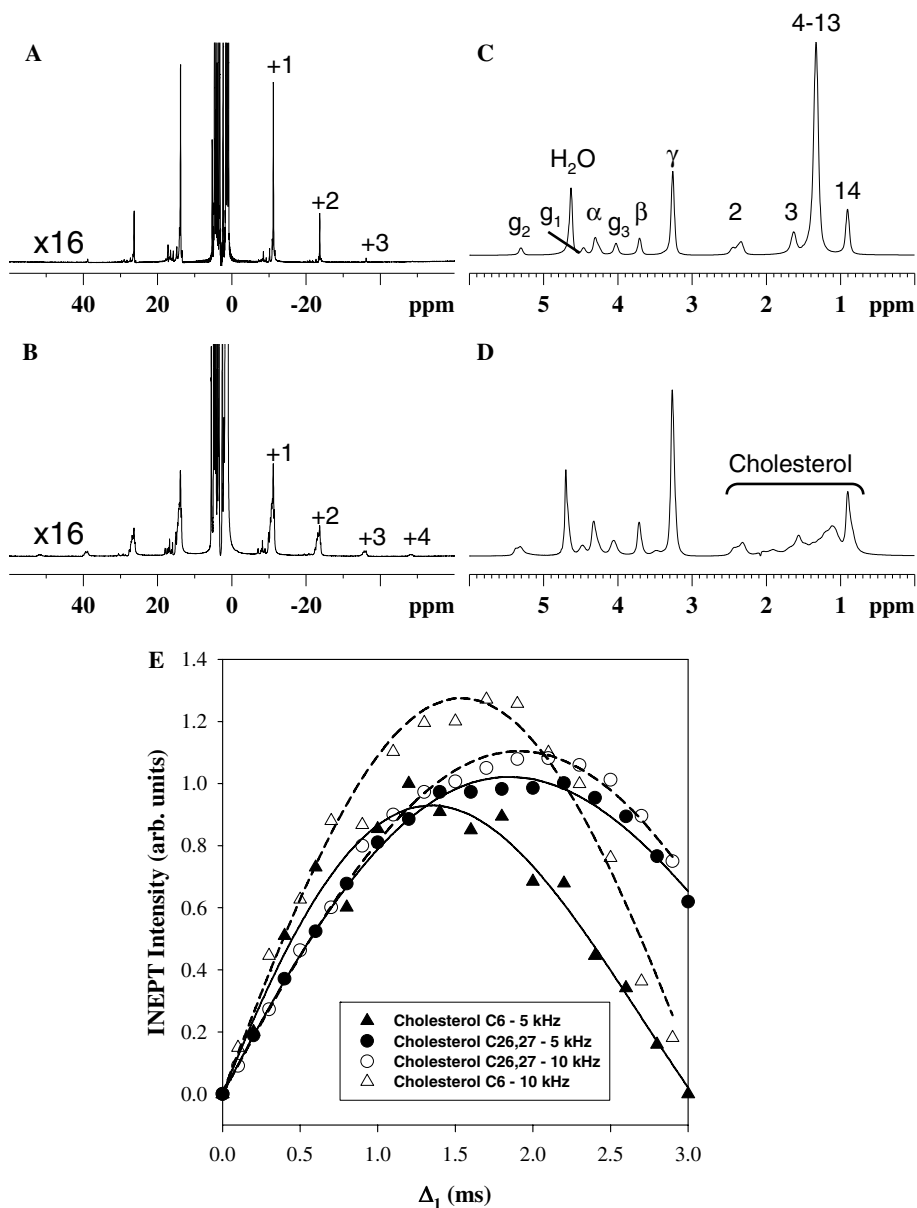 A
+1
+2
+3
x16
40 20 0 -20 ppm
C
4-13
H₂O
γ
g₂ g₁ α g₃ β
2 3 14
5 4 3 2 1 ppm
B
+1
+2
+3
+4
x16
40 20 0 -20 ppm
D
Cholesterol
5 4 3 2 1 ppm
E
INEPT Intensity (arb. units)
1.4
1.2
1.0
0.8
0.6
0.4
0.2
0.0
Cholesterol C6 - 5 kHz
Cholesterol C26,27 - 5 kHz
Cholesterol C26,27 - 10 kHz
Cholesterol C6 - 10 kHz
0.0 0.5 1.0 1.5 2.0 2.5 3.0
Δ₁ (ms)